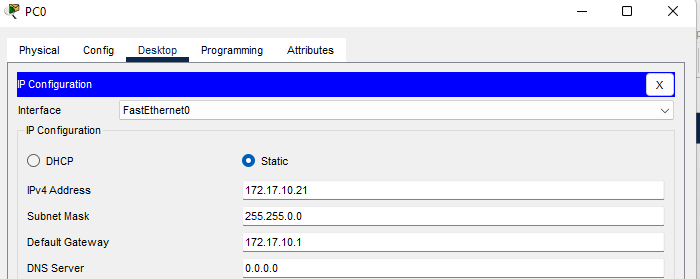 PC0
Physical Config Desktop Programming Attributes
IP Configuration X
Interface FastEthernet0
IP Configuration
DHCP Static
IPv4 Address 172.17.10.21
Subnet Mask 255.255.0.0
Default Gateway 172.17.10.1
DNS Server 0.0.0.0